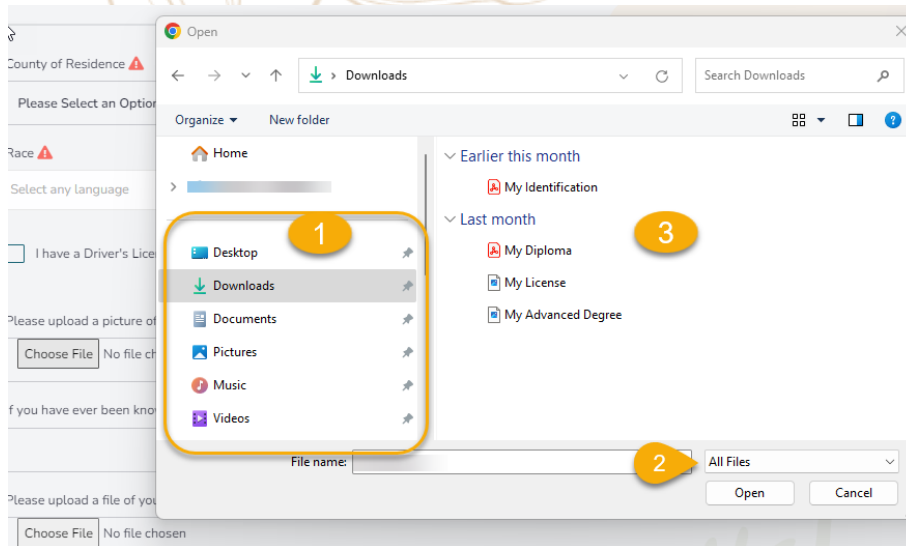 Open
County of Residence
Please Select an Option
Race
Select any language
I have a Driver's Lice
Please upload a picture of
Choose File No file ch
f you have ever been kno
Please upload a file of you
Choose File No file chosen
Downloads
Search Downloads
Organize New folder
Home
1
Desktop
Downloads
Documents
Pictures
Music
Videos
Earlier this month
My Identification
Last month
3
My Diploma
My License
My Advanced Degree
File name:
2
All Files
Open Cancel